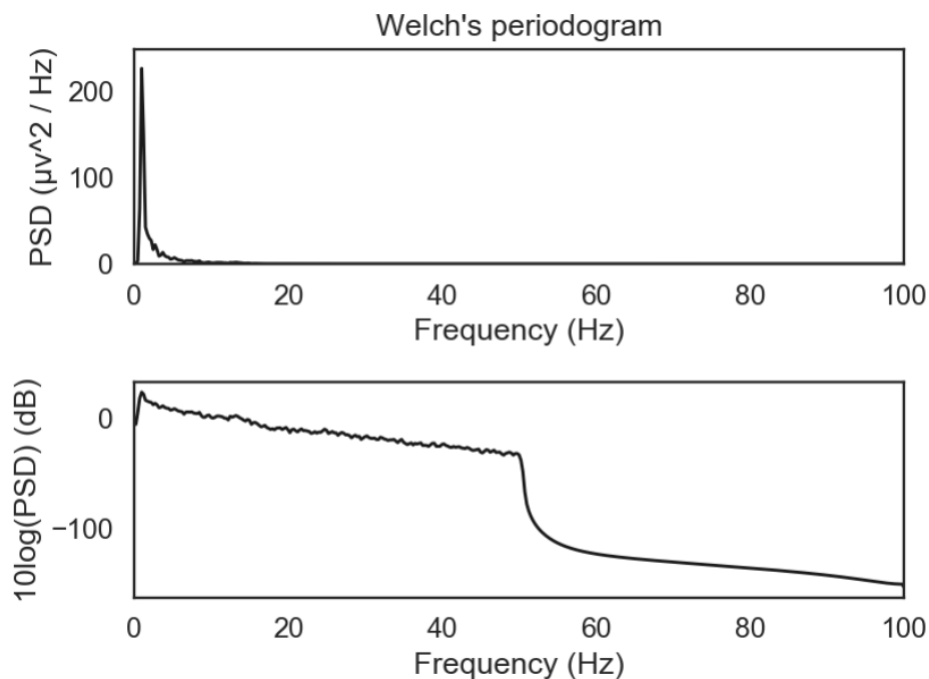 Welch's periodogram
PSD (µv^2 / Hz)
200
100
0
0 20 40 60 80 100
Frequency (Hz)
10log(PSD) (dB)
0
−100
0 20 40 60 80 100
Frequency (Hz)